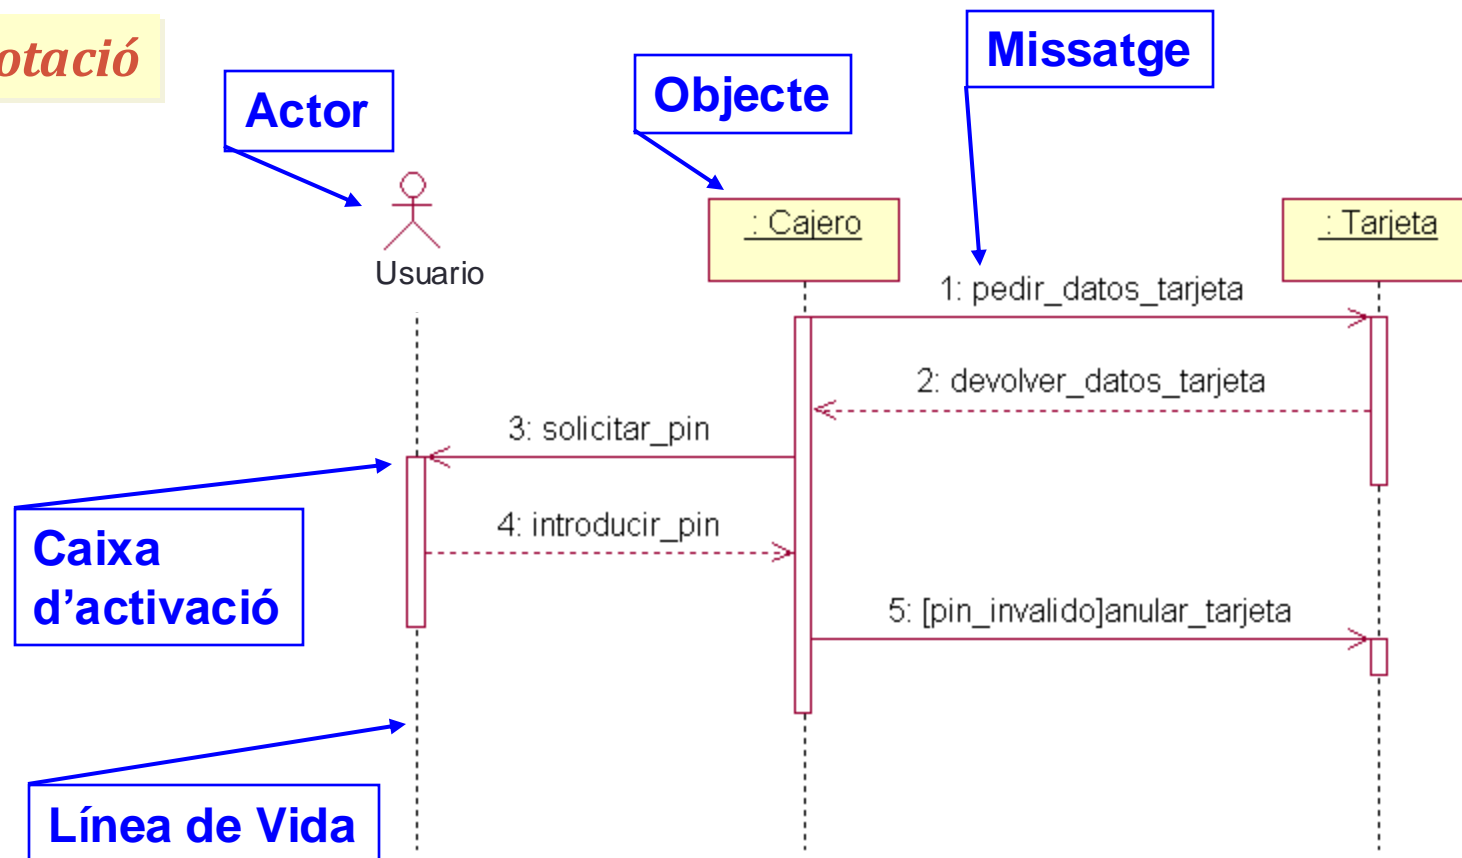 otació
Missatge
Objecte
Actor
: Cajero
: Tarjeta
Usuario
1: pedir_datos_tarjeta
2: devolver_datos_tarjeta
3: solicitar_pin
4: introducir_pin
Caixa
d’activació
5: [pin_invalido]anular_tarjeta
Línea de Vida